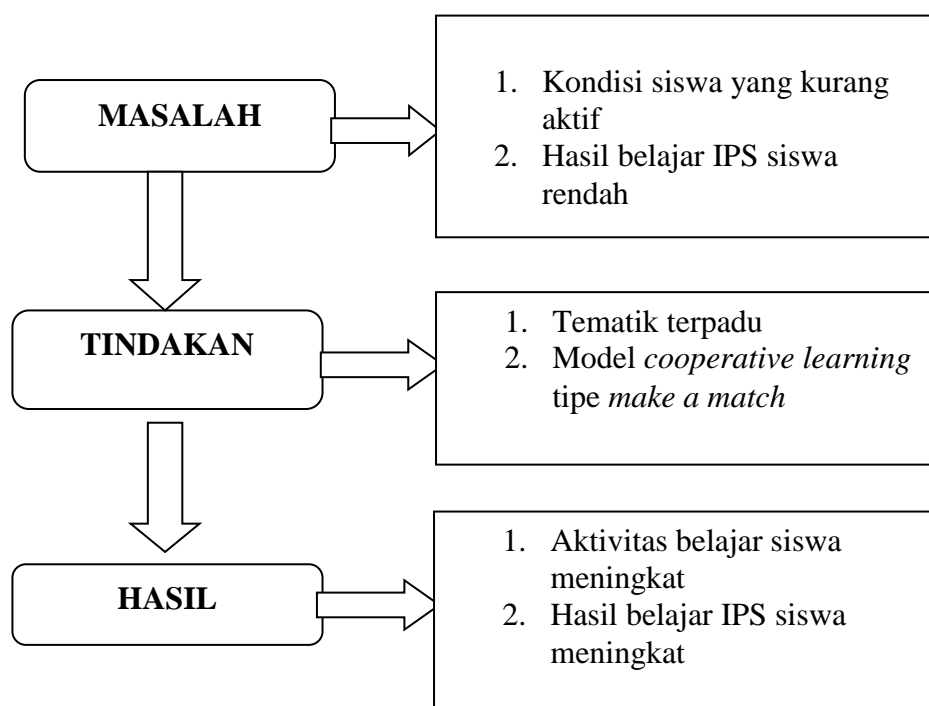 MASALAH
1. Kondisi siswa yang kurang
aktif
2. Hasil belajar IPS siswa
rendah
TINDAKAN
1. Tematik terpadu
2. Model cooperative learning
tipe make a match
HASIL
1. Aktivitas belajar siswa
meningkat
2. Hasil belajar IPS siswa
meningkat